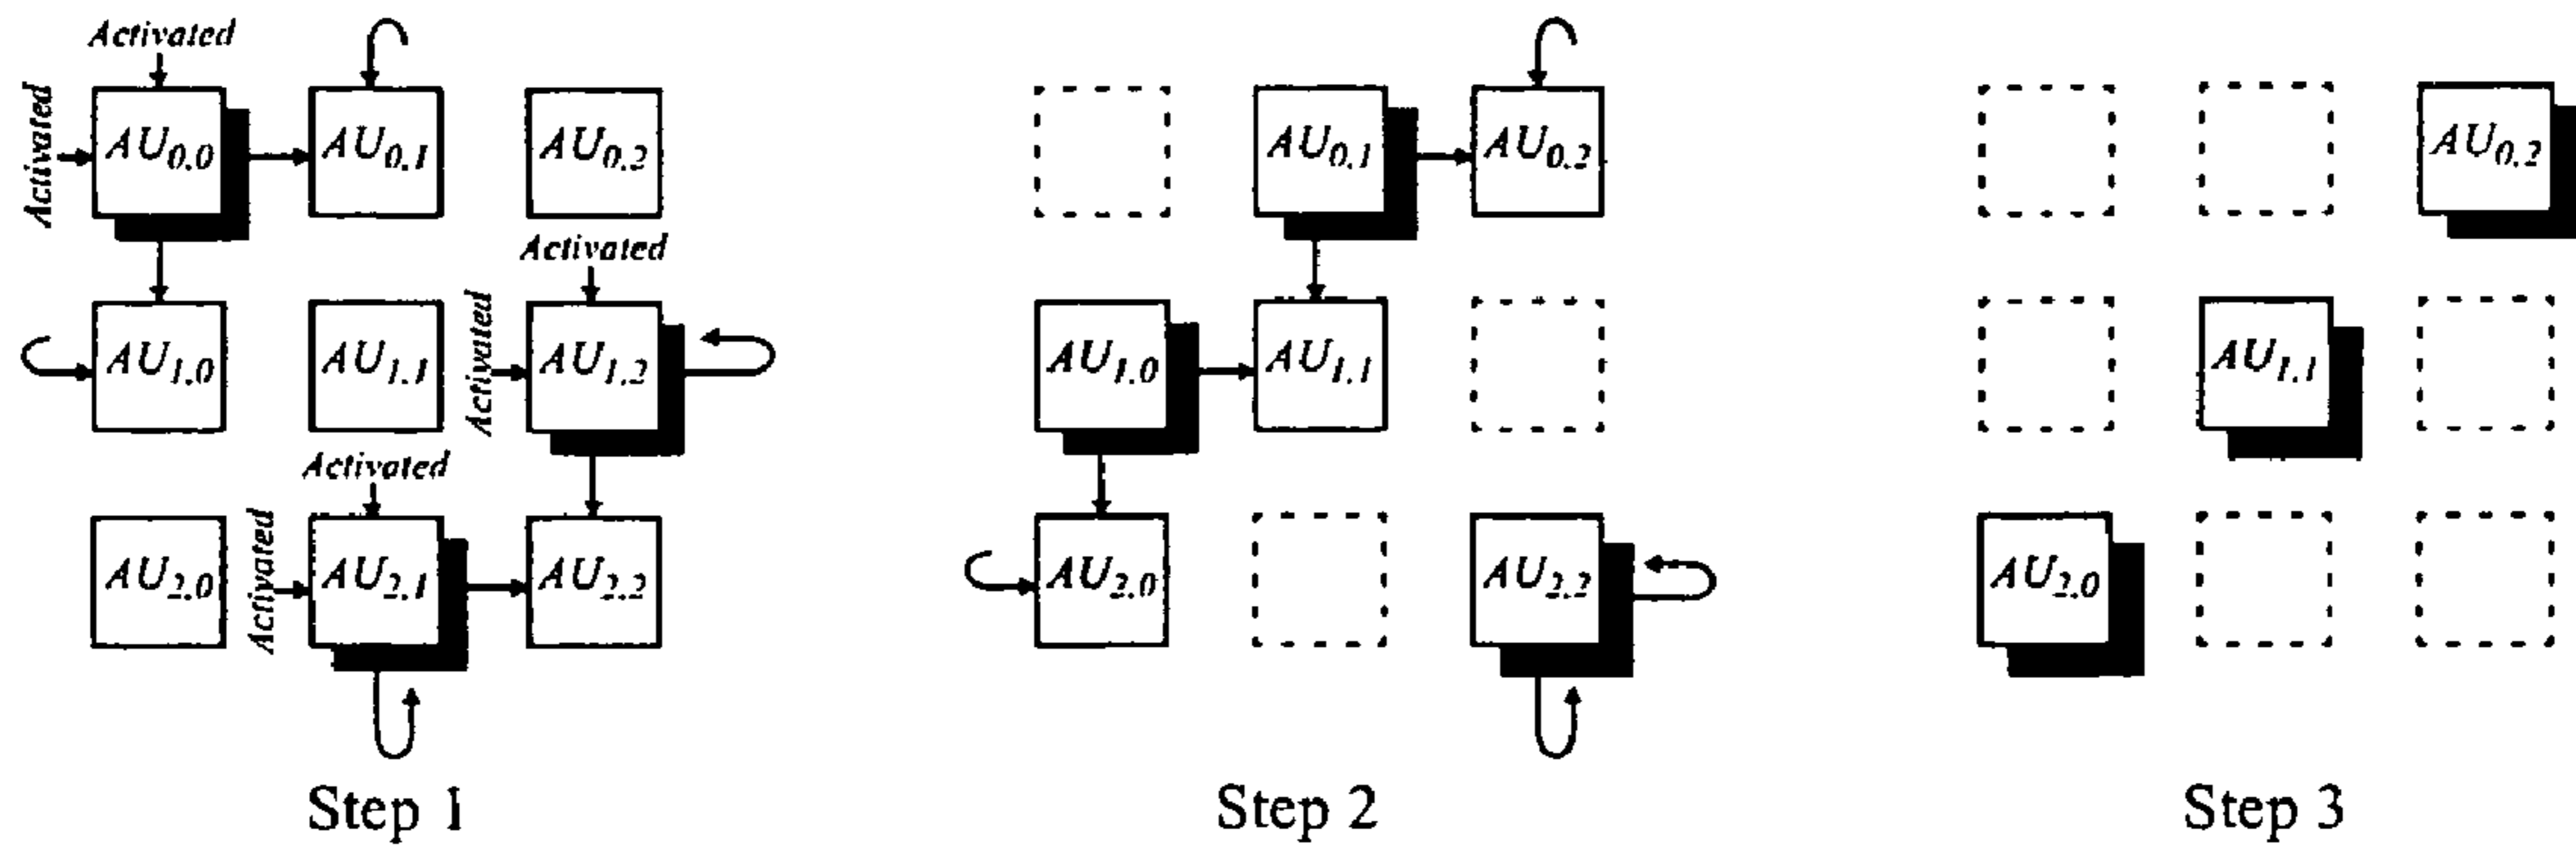 Activated
Activated
AU0,0
AU0,1
AU0,2
Activated
Activated
AU1,0
AU1,1
AU1,2
Activated
Activated
AU2,0
AU2,1
AU2,2
Step 1
AU0,1
AU0,2
AU1,0
AU1,1
AU2,0
AU2,2
Step 2
AU0,2
AU1,1
AU2,0
Step 3